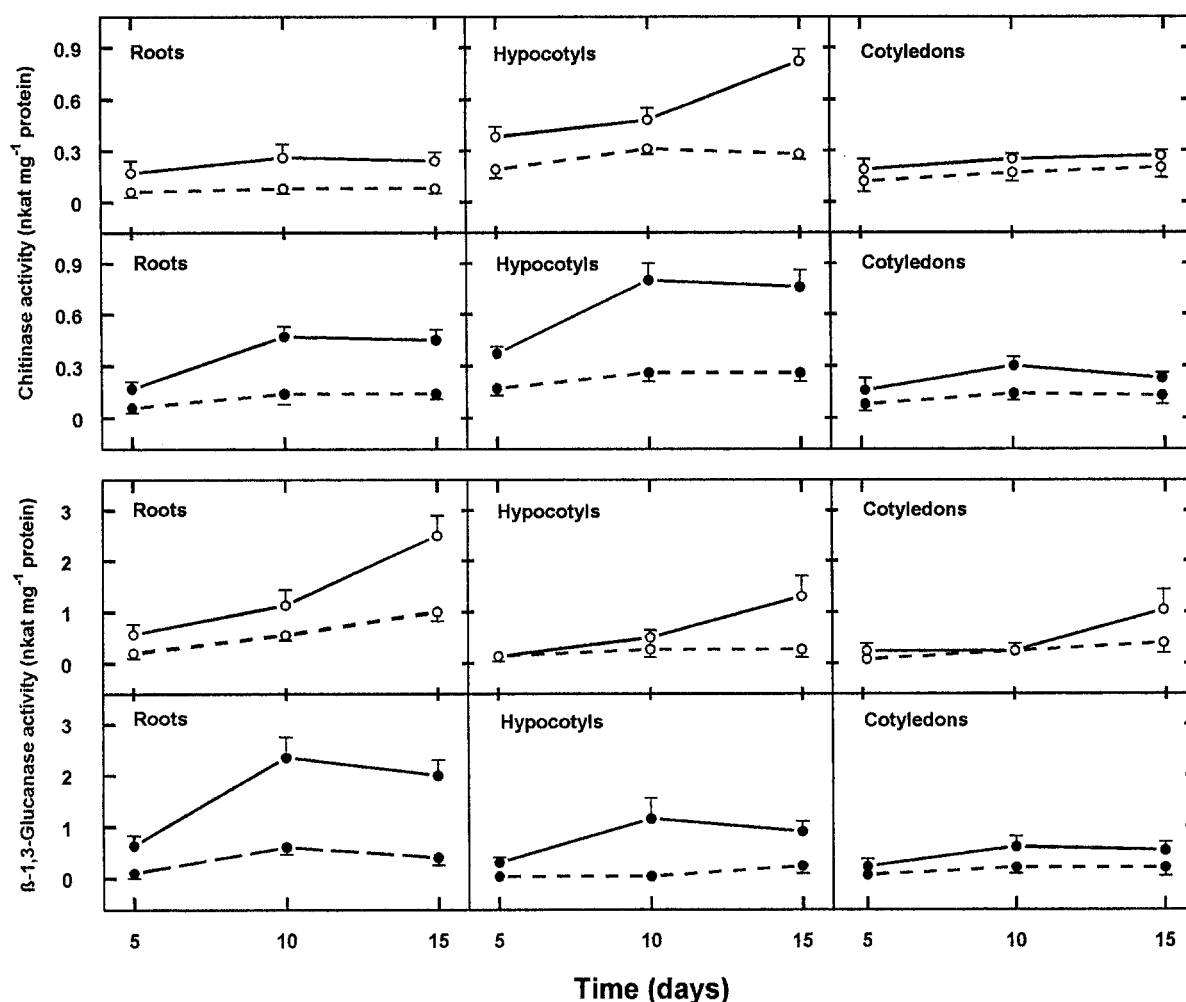 Chitinase activity (nkat mg⁻¹ protein)
0.9
0.6
0.3
0
Roots
Hypocotyls
Cotyledons
0.9
0.6
0.3
0
Roots
Hypocotyls
Cotyledons
ß-1,3-Glucanase activity (nkat mg⁻¹ protein)
3
2
1
0
Roots
Hypocotyls
Cotyledons
3
2
1
0
Roots
Hypocotyls
Cotyledons
5 10 15 5 10 15 5 10 15
Time (days)